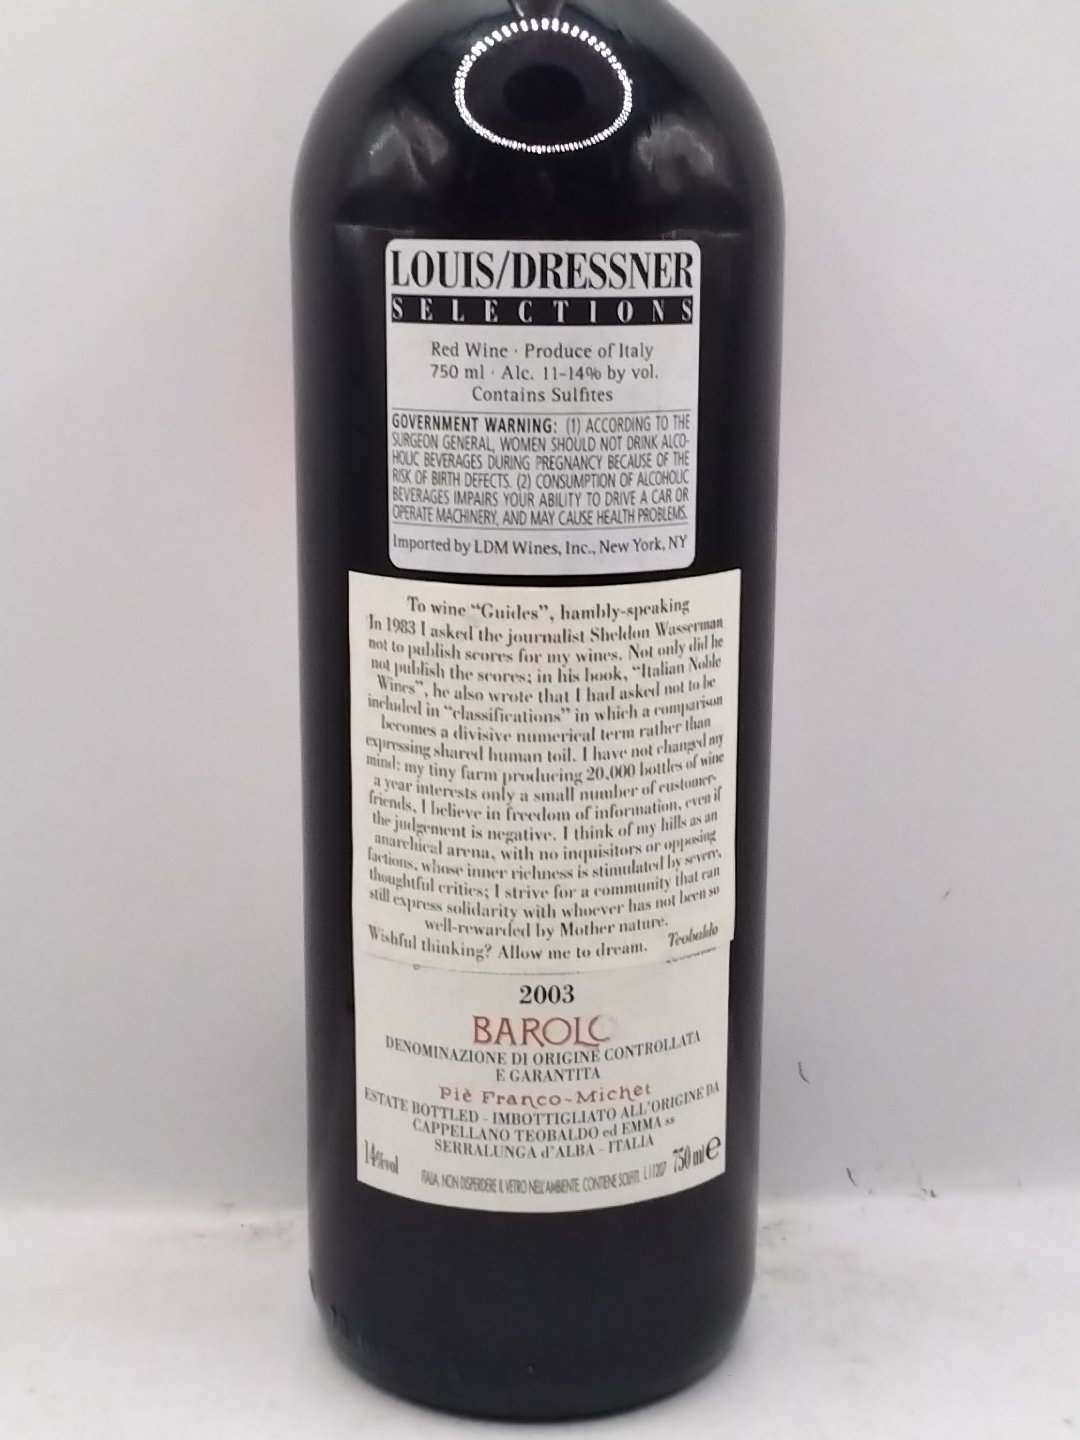 LOUIS/DRESSNER
SELECTIONS
Red Wine · Produce of Italy
750 ml · Alc. 11-14% by vol.
Contains Sulfites
GOVERNMENT WARNING: (1) ACCORDING TO THE
SURGEON GENERAL, WOMEN SHOULD NOT DRINK ALCO-
HOLIC BEVERAGES DURING PREGNANCY BECAUSE OF THE
RISK OF BIRTH DEFECTS. (2) CONSUMPTION OF ALCOHOLIC
BEVERAGES IMPAIRS YOUR ABILITY TO DRIVE A CAR OR
OPERATE MACHINERY, AND MAY CAUSE HEALTH PROBLEMS.
Imported by LDM Wines, Inc., New York, NY
To wine “Guides”, hambly-speaking
In 1983 I asked the journalist Sheldon Wasserman
not to publish scores for my wines. Not only did he
not publish the scores; in his book, “Italian Noble
Wines”, he also wrote that I had asked not to be
included in “classifications” in which a comparison
becomes a divisive numerical term rather than
expressing shared human toil. I have not changed my
mind: my tiny farm producing 20,000 bottles of wine
a year interests only a small number of customer-
friends. I believe in freedom of information, even if
the judgement is negative. I think of my hills as an
anarchical arena, with no inquisitors or opposing
factions, whose inner richness is stimulated by severe,
thoughtful critics; I strive for a community that can
still express solidarity with whoever has not been so
well-rewarded by Mother nature.
Wishful thinking? Allow me to dream. Teobaldo
2003
BAROLO
DENOMINAZIONE DI ORIGINE CONTROLLATA
E GARANTITA
Piè Franco-Michet
ESTATE BOTTLED - IMBOTTIGLIATO ALL'ORIGINE DA
CAPPELLANO TEOBALDO ed EMMA ss
SERRALUNGA d'ALBA - ITALIA
14%vol 750 ml e
ITALIA. NON DISPERDERE IL VETRO NELL'AMBIENTE. CONTIENE SOLFITI. L11207